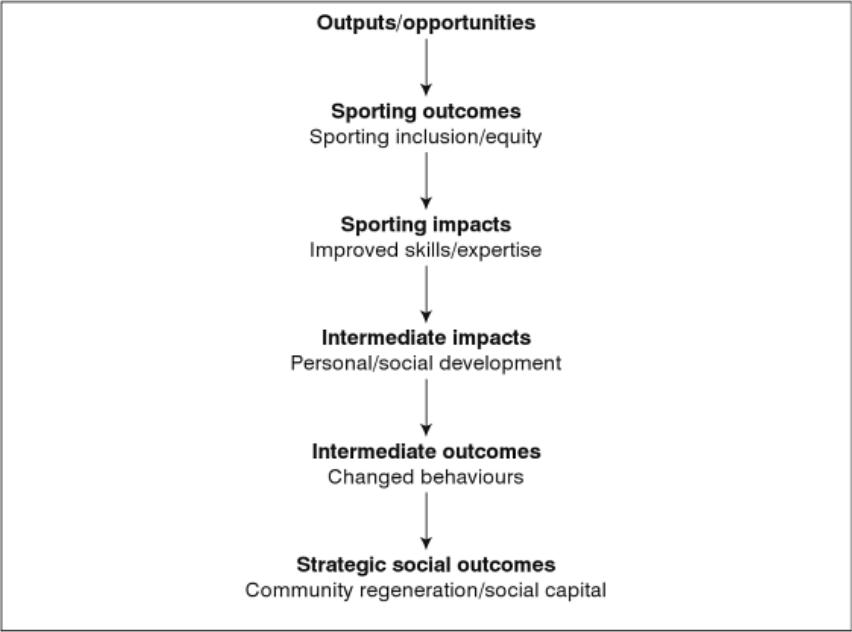 Outputs/opportunities
Sporting outcomes
Sporting inclusion/equity
Sporting impacts
Improved skills/expertise
Intermediate impacts
Personal/social development
Intermediate outcomes
Changed behaviours
Strategic social outcomes
Community regeneration/social capital